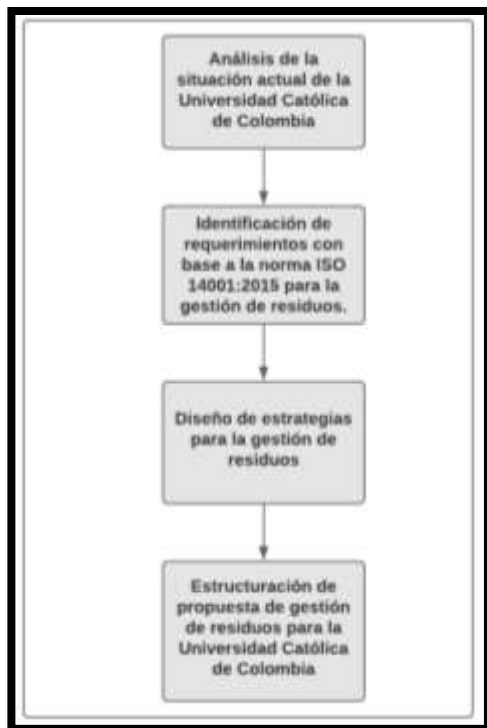 Análisis de la
situación actual de la
Universidad Católica
de Colombia
Identificación de
requerimientos con
base a la norma ISO
14001:2015 para la
gestión de residuos.
Diseño de estrategias
para la gestión de
residuos
Estructuración de
propuesta de gestión
de residuos para la
Universidad Católica
de Colombia